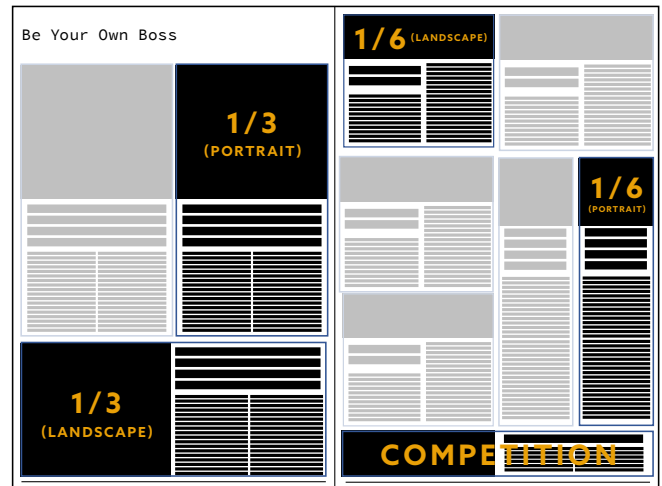 Be Your Own Boss
1/3
(PORTRAIT)
1/3
(LANDSCAPE)
1/6 (LANDSCAPE)
1/6
(PORTRAIT)
COMPETITION